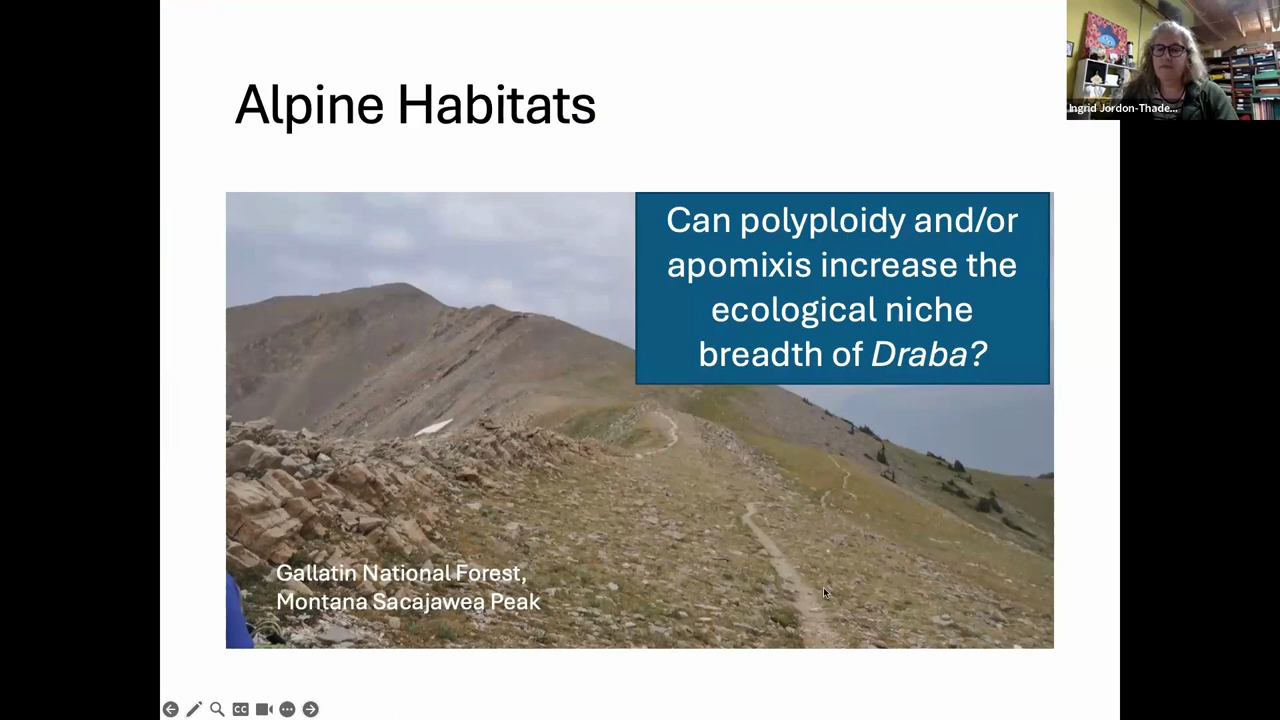 Alpine Habitats
Can polyploidy and/or
apomixis increase the
ecological niche
breadth of Draba?
Gallatin National Forest,
Montana Sacajawea Peak
Ingrid Jordon-Thade...
CC